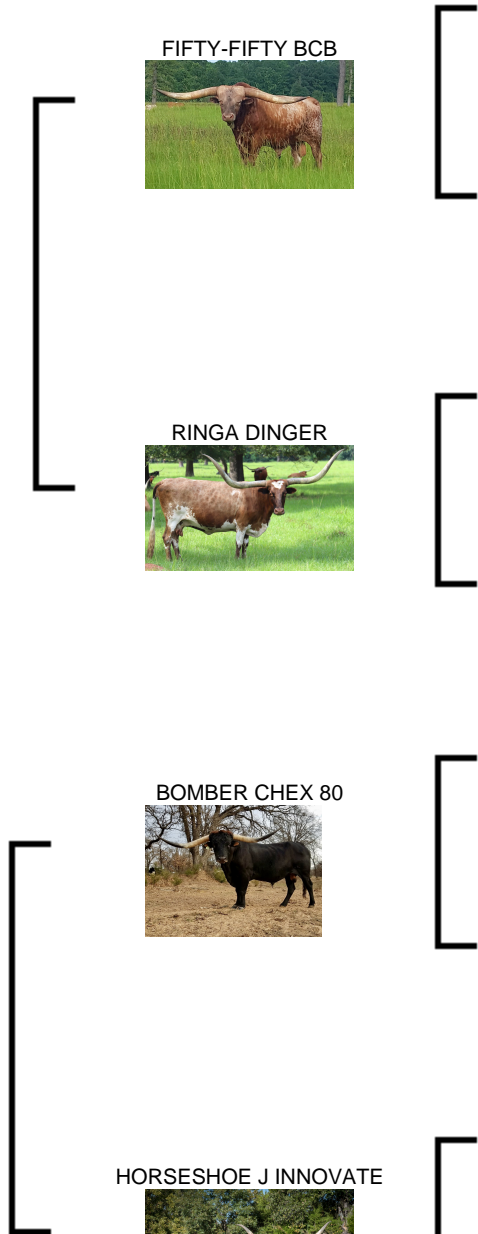 FIFTY-FIFTY BCB
RINGA DINGER
BOMBER CHEX 80
HORSESHOE J INNOVATE